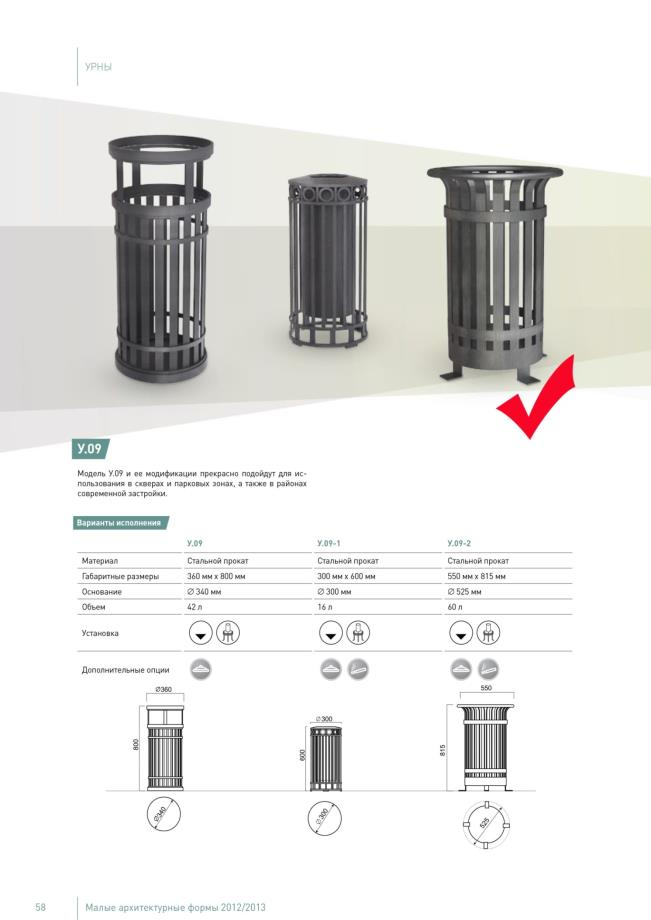 УРНЫ
У.09
Модель У.09 и ее модификации прекрасно подойдут для ис-
пользования в скверах и парковых зонах, а также в районах
современной застройки.
Варианты исполнения
У.09 У.09-1 У.09-2
Материал Стальной прокат Стальной прокат Стальной прокат
Габаритные размеры 360 мм х 800 мм 300 мм х 600 мм 550 мм х 815 мм
Основание ∅ 340 мм ∅ 300 мм ∅ 525 мм
Объем 42 л 16 л 60 л
Установка
Дополнительные опции
∅360
800
∅340
∅300
600
∅300
550
815
525
58 Малые архитектурные формы 2012/2013